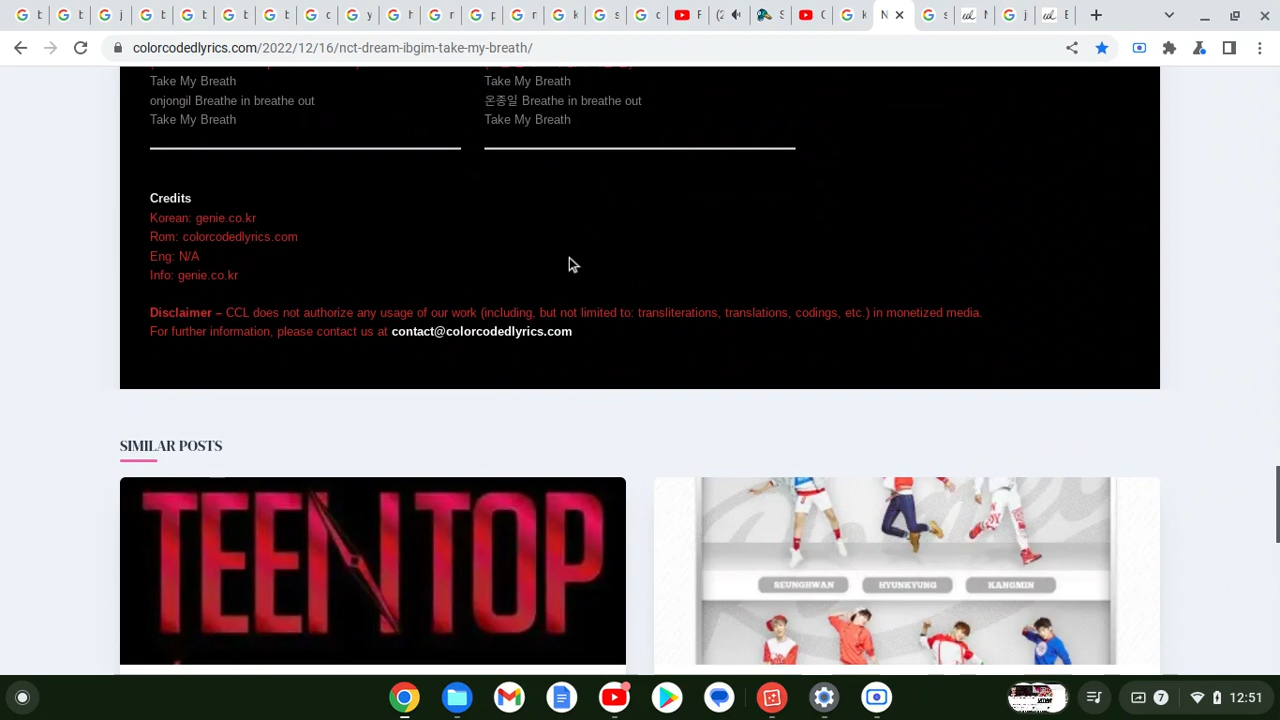 colorcodedlyrics.com/2022/12/16/nct-dream-ibgim-take-my-breath/
Take My Breath
onjongil Breathe in breathe out
Take My Breath
Take My Breath
온종일 Breathe in breathe out
Take My Breath
Credits
Korean: genie.co.kr
Rom: colorcodedlyrics.com
Eng: N/A
Info: genie.co.kr
Disclaimer – CCL does not authorize any usage of our work (including, but not limited to: transliterations, translations, codings, etc.) in monetized media.
For further information, please contact us at contact@colorcodedlyrics.com
SIMILAR POSTS
TEEN TOP
SEUNGHWAN
HYUNKYUNG
KANGMIN
7
12:51